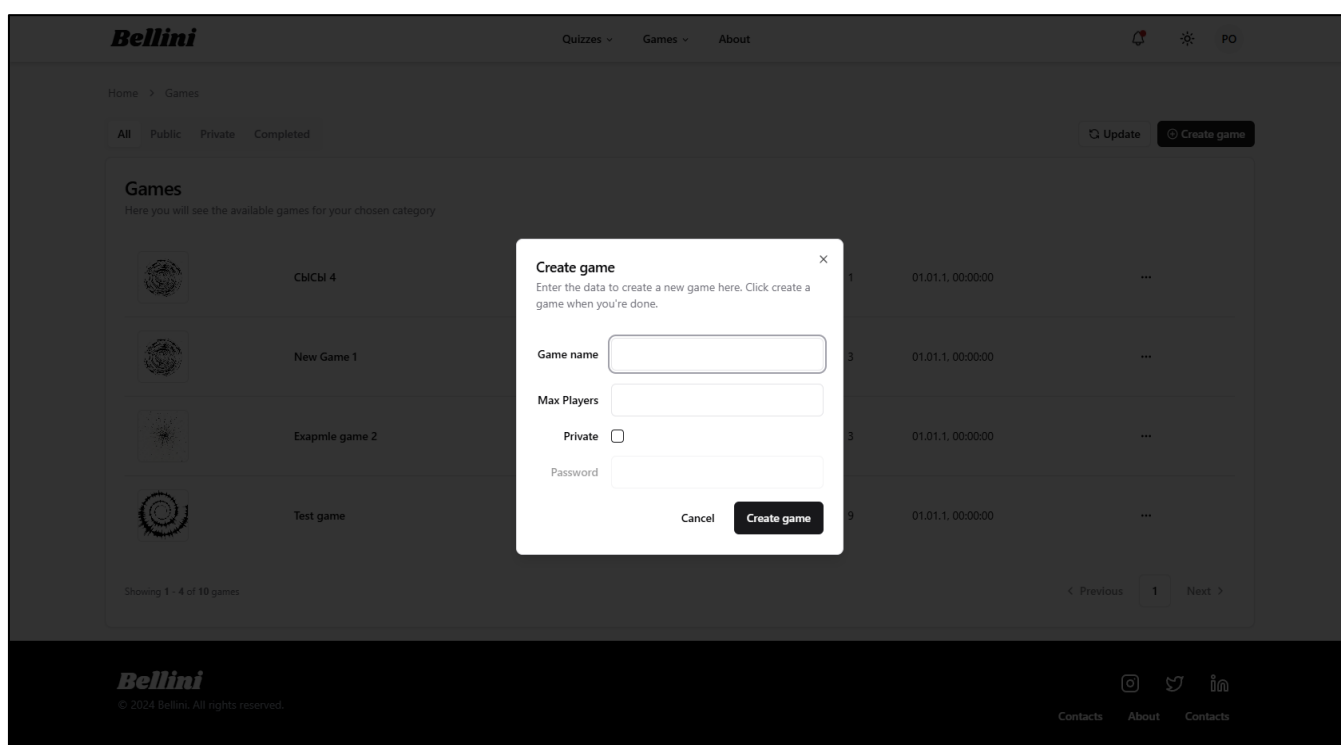 Bellini
Quizzes Games About
PO
Home > Games
All Public Private Completed
Update Create game
Games
Here you will see the available games for your chosen category
СЫСЫ 4 1 01.01.1, 00:00:00 ...
New Game 1 3 01.01.1, 00:00:00 ...
Exapmle game 2 3 01.01.1, 00:00:00 ...
Test game 9 01.01.1, 00:00:00 ...
Create game
Enter the data to create a new game here. Click create a
game when you're done.
Game name
Max Players
Private
Password
Cancel Create game
Showing 1 - 4 of 10 games
< Previous 1 Next >
Bellini
© 2024 Bellini. All rights reserved.
Contacts About Contacts